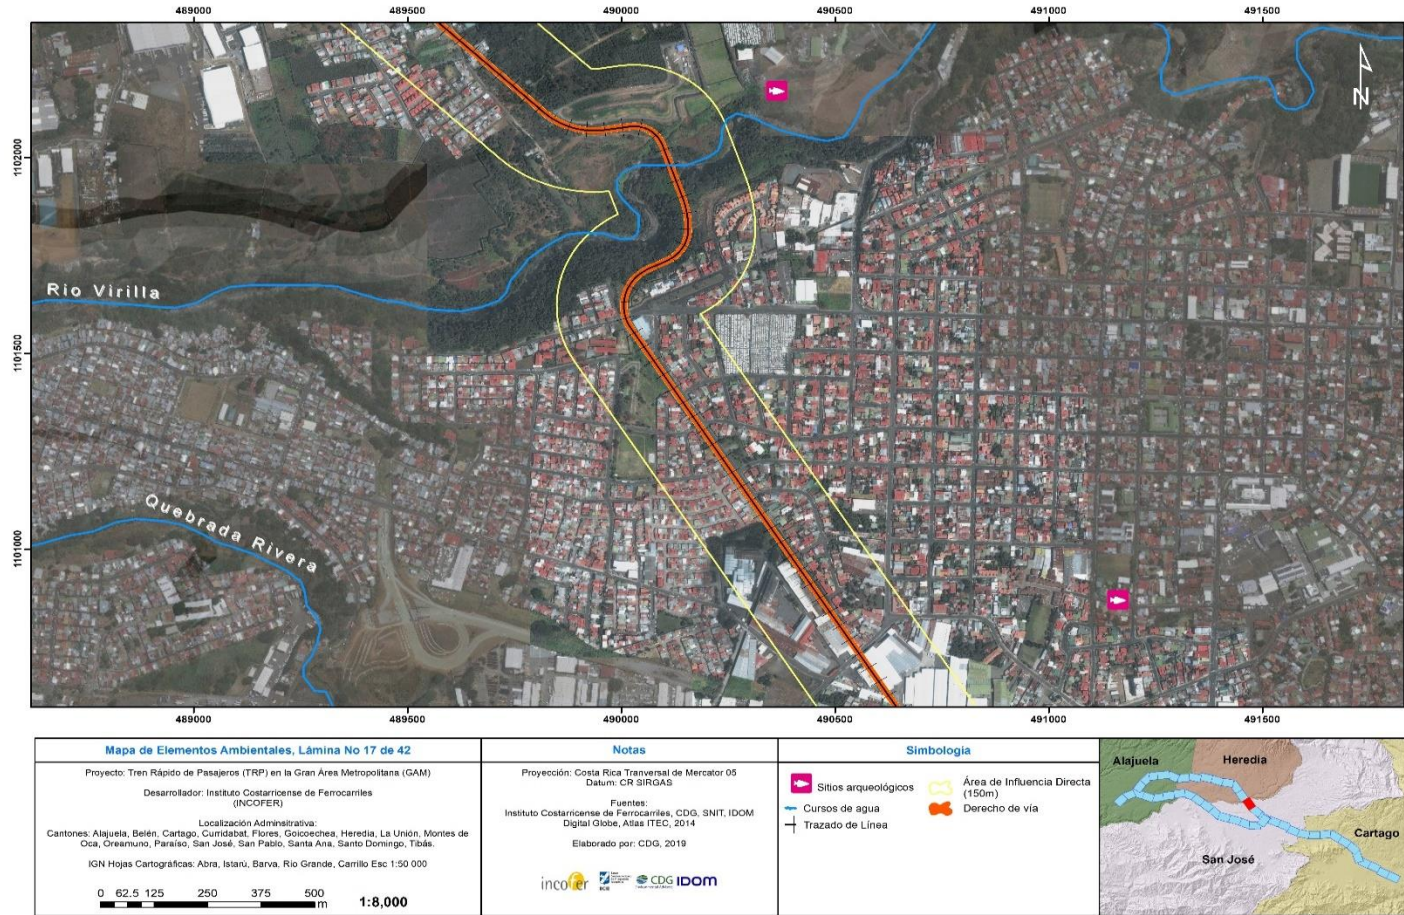 489000 489500 490000 490500 491000 491500
1102000
1101500
1101000
N
Rio Virilla
Quebrada Rivera
489000 489500 490000 490500 491000 491500
Mapa de Elementos Ambientales, Lámina No 17 de 42
Proyecto: Tren Rápido de Pasajeros (TRP) en la Gran Área Metropolitana (GAM)
Desarrollador: Instituto Costarricense de Ferrocarriles
(INCOFER)
Localización Adminsitrativa:
Cantones: Alajuela, Belén, Cartago, Curridabat, Flores, Goicoechea, Heredia, La Unión, Montes de
Oca, Oreamuno, Paraíso, San José, San Pablo, Santa Ana, Santo Domingo, Tibás.
IGN Hojas Cartográficas: Abra, Istarú, Barva, Rio Grande, Carrillo Esc 1:50 000
0 62.5 125 250 375 500
m
1:8,000
Notas
Proyección: Costa Rica Tranversal de Mercator 05
Datum: CR SIRGAS
Fuentes:
Instituto Costarricense de Ferrocarriles, CDG, SNIT, IDOM
Digital Globe, Atlas ITEC, 2014
Elaborado por: CDG, 2019
incofer
CDG
IDOM
Simbologia
Sitios arqueológicos
Cursos de agua
Trazado de Línea
Área de Influencia Directa
(150m)
Derecho de vía
Alajuela
Heredia
San José
Cartago